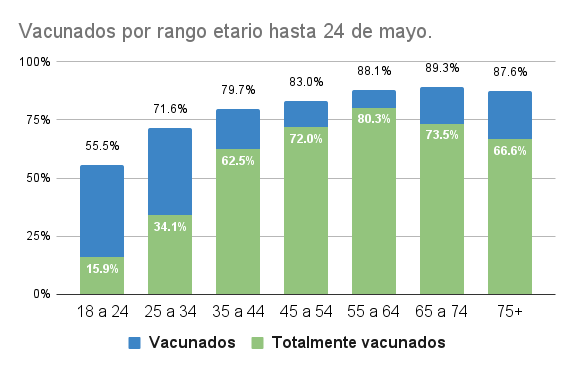 Vacunados por rango etario hasta 24 de mayo.
100%
75%
50%
25%
0%
55.5%
71.6%
79.7%
83.0%
88.1%
89.3%
87.6%
15.9%
34.1%
62.5%
72.0%
80.3%
73.5%
66.6%
18 a 24
25 a 34
35 a 44
45 a 54
55 a 64
65 a 74
75+
Vacunados
Totalmente vacunados